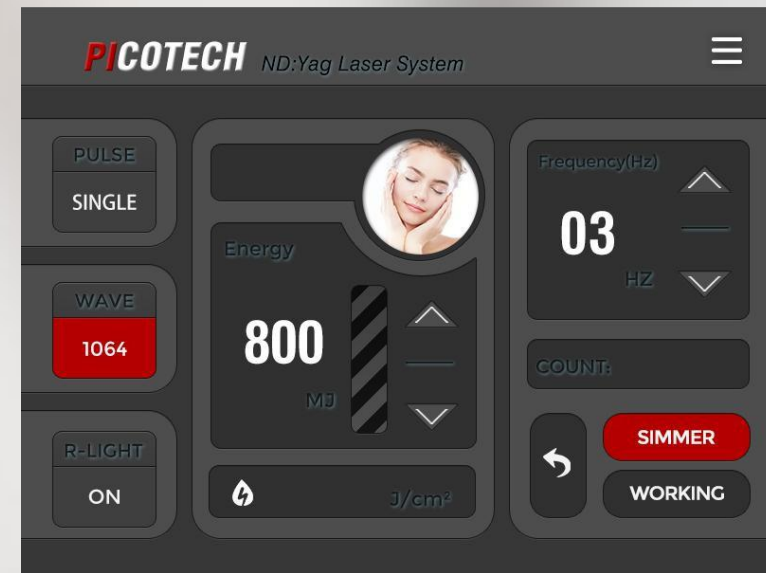 PICOTECH ND:Yag Laser System
PULSE
SINGLE
WAVE
1064
R-LIGHT
ON
Energy
800
MJ
J/cm²
Frequency(Hz)
03
HZ
COUNT:
SIMMER
WORKING